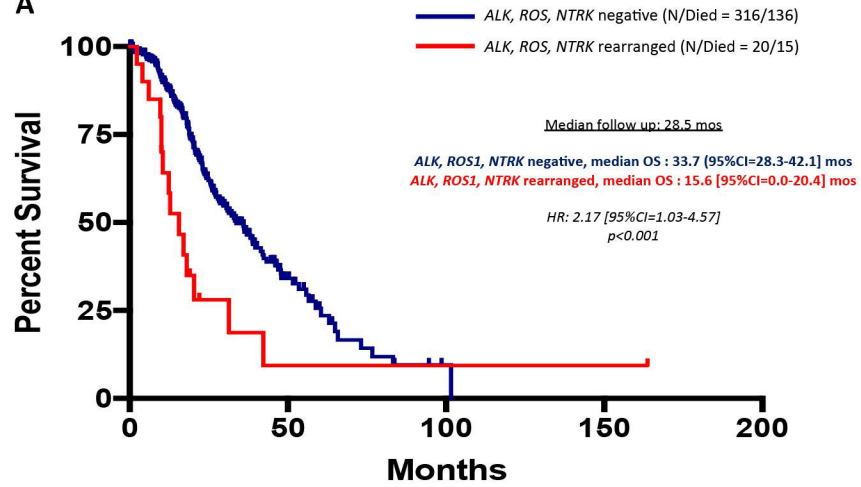 A
ALK, ROS, NTRK negative (N/Died = 316/136)
ALK, ROS, NTRK rearranged (N/Died = 20/15)
Median follow up: 28.5 mos
ALK, ROS1, NTRK negative, median OS : 33.7 (95%CI=28.3-42.1] mos
ALK, ROS1, NTRK rearranged, median OS : 15.6 [95%CI=0.0-20.4] mos
HR: 2.17 [95%CI=1.03-4.57]
p<0.001
Percent Survival
100
75
50
25
0
0 50 100 150 200
Months